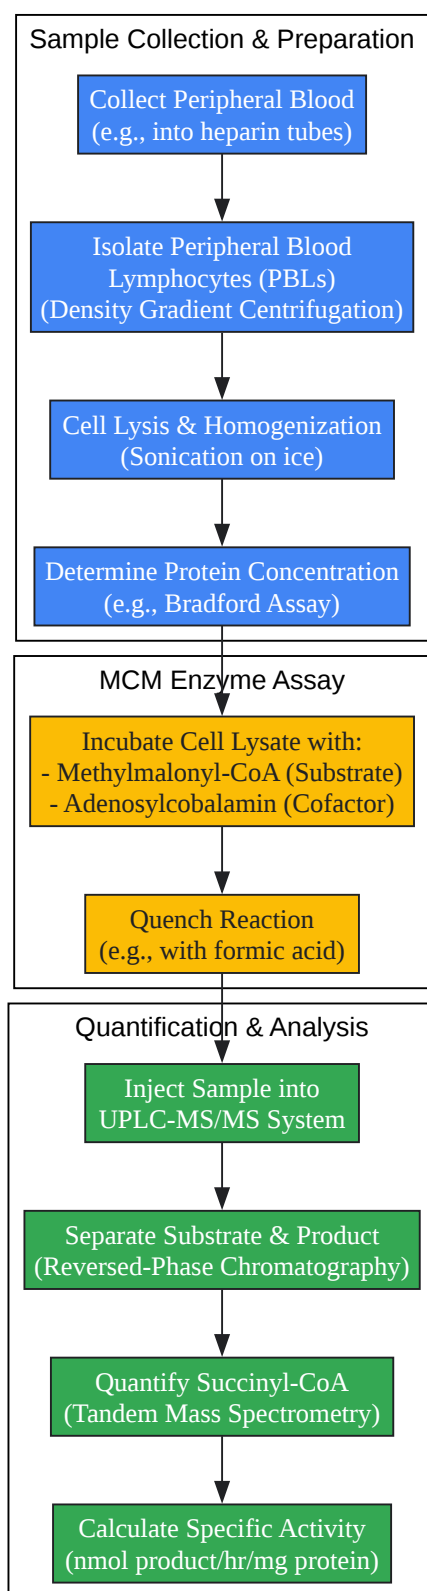 Sample Collection & Preparation
Collect Peripheral Blood
(e.g., into heparin tubes)
Isolate Peripheral Blood
Lymphocytes (PBLs)
(Density Gradient Centrifugation)
Cell Lysis & Homogenization
(Sonication on ice)
Determine Protein Concentration
(e.g., Bradford Assay)
MCM Enzyme Assay
Incubate Cell Lysate with:
- Methylmalonyl-CoA (Substrate)
- Adenosylcobalamin (Cofactor)
Quench Reaction
(e.g., with formic acid)
Quantification & Analysis
Inject Sample into
UPLC-MS/MS System
Separate Substrate & Product
(Reversed-Phase Chromatography)
Quantify Succinyl-CoA
(Tandem Mass Spectrometry)
Calculate Specific Activity
(nmol product/hr/mg protein)